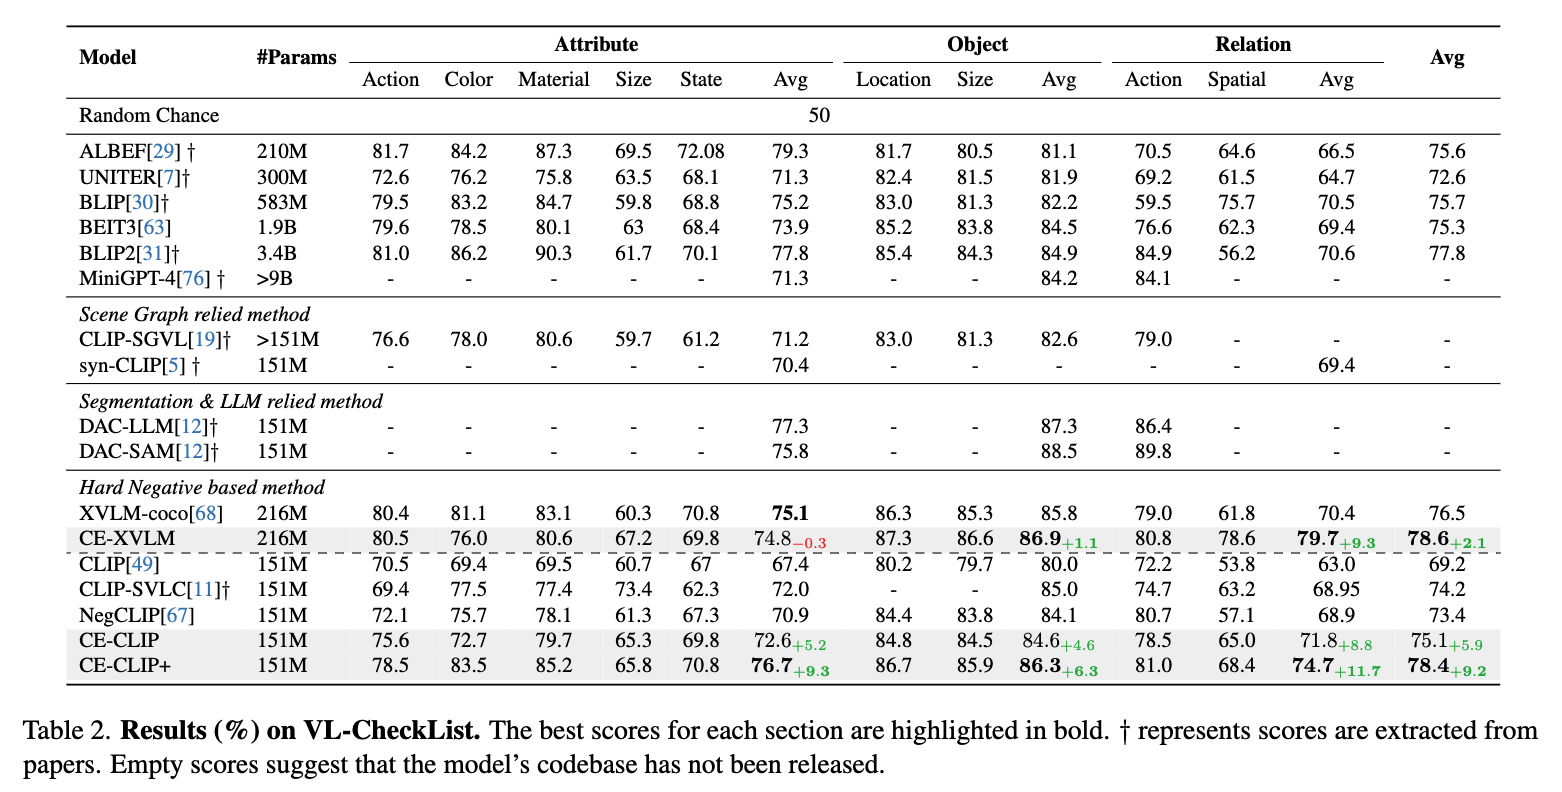 Model #Params Attribute Object Relation Avg
Action Color Material Size State Avg Location Size Avg Action Spatial Avg
Random Chance 50
ALBEF[29] † 210M 81.7 84.2 87.3 69.5 72.08 79.3 81.7 80.5 81.1 70.5 64.6 66.5 75.6
UNITER[7]† 300M 72.6 76.2 75.8 63.5 68.1 71.3 82.4 81.5 81.9 69.2 61.5 64.7 72.6
BLIP[30]† 583M 79.5 83.2 84.7 59.8 68.8 75.2 83.0 81.3 82.2 59.5 75.7 70.5 75.7
BEIT3[63] 1.9B 79.6 78.5 80.1 63 68.4 73.9 85.2 83.8 84.5 76.6 62.3 69.4 75.3
BLIP2[31]† 3.4B 81.0 86.2 90.3 61.7 70.1 77.8 85.4 84.3 84.9 84.9 56.2 70.6 77.8
MiniGPT-4[76] † >9B - - - - - 71.3 - - 84.2 84.1 - - -
Scene Graph relied method
CLIP-SGVL[19]† >151M 76.6 78.0 80.6 59.7 61.2 71.2 83.0 81.3 82.6 79.0 - - -
syn-CLIP[5] † 151M - - - - - 70.4 - - - - - 69.4 -
Segmentation & LLM relied method
DAC-LLM[12]† 151M - - - - - 77.3 - - 87.3 86.4 - - -
DAC-SAM[12]† 151M - - - - - 75.8 - - 88.5 89.8 - - -
Hard Negative based method
XVLM-coco[68] 216M 80.4 81.1 83.1 60.3 70.8 75.1 86.3 85.3 85.8 79.0 61.8 70.4 76.5
CE-XVLM 216M 80.5 76.0 80.6 67.2 69.8 74.8−0.3 87.3 86.6 86.9+1.1 80.8 78.6 79.7+9.3 78.6+2.1
CLIP[49] 151M 70.5 69.4 69.5 60.7 67 67.4 80.2 79.7 80.0 72.2 53.8 63.0 69.2
CLIP-SVLC[11]† 151M 69.4 77.5 77.4 73.4 62.3 72.0 - - 85.0 74.7 63.2 68.95 74.2
NegCLIP[67] 151M 72.1 75.7 78.1 61.3 67.3 70.9 84.4 83.8 84.1 80.7 57.1 68.9 73.4
CE-CLIP 151M 75.6 72.7 79.7 65.3 69.8 72.6+5.2 84.8 84.5 84.6+4.6 78.5 65.0 71.8+8.8 75.1+5.9
CE-CLIP+ 151M 78.5 83.5 85.2 65.8 70.8 76.7+9.3 86.7 85.9 86.3+6.3 81.0 68.4 74.7+11.7 78.4+9.2
Table 2. Results (%) on VL-CheckList. The best scores for each section are highlighted in bold. † represents scores are extracted from
papers. Empty scores suggest that the model's codebase has not been released.